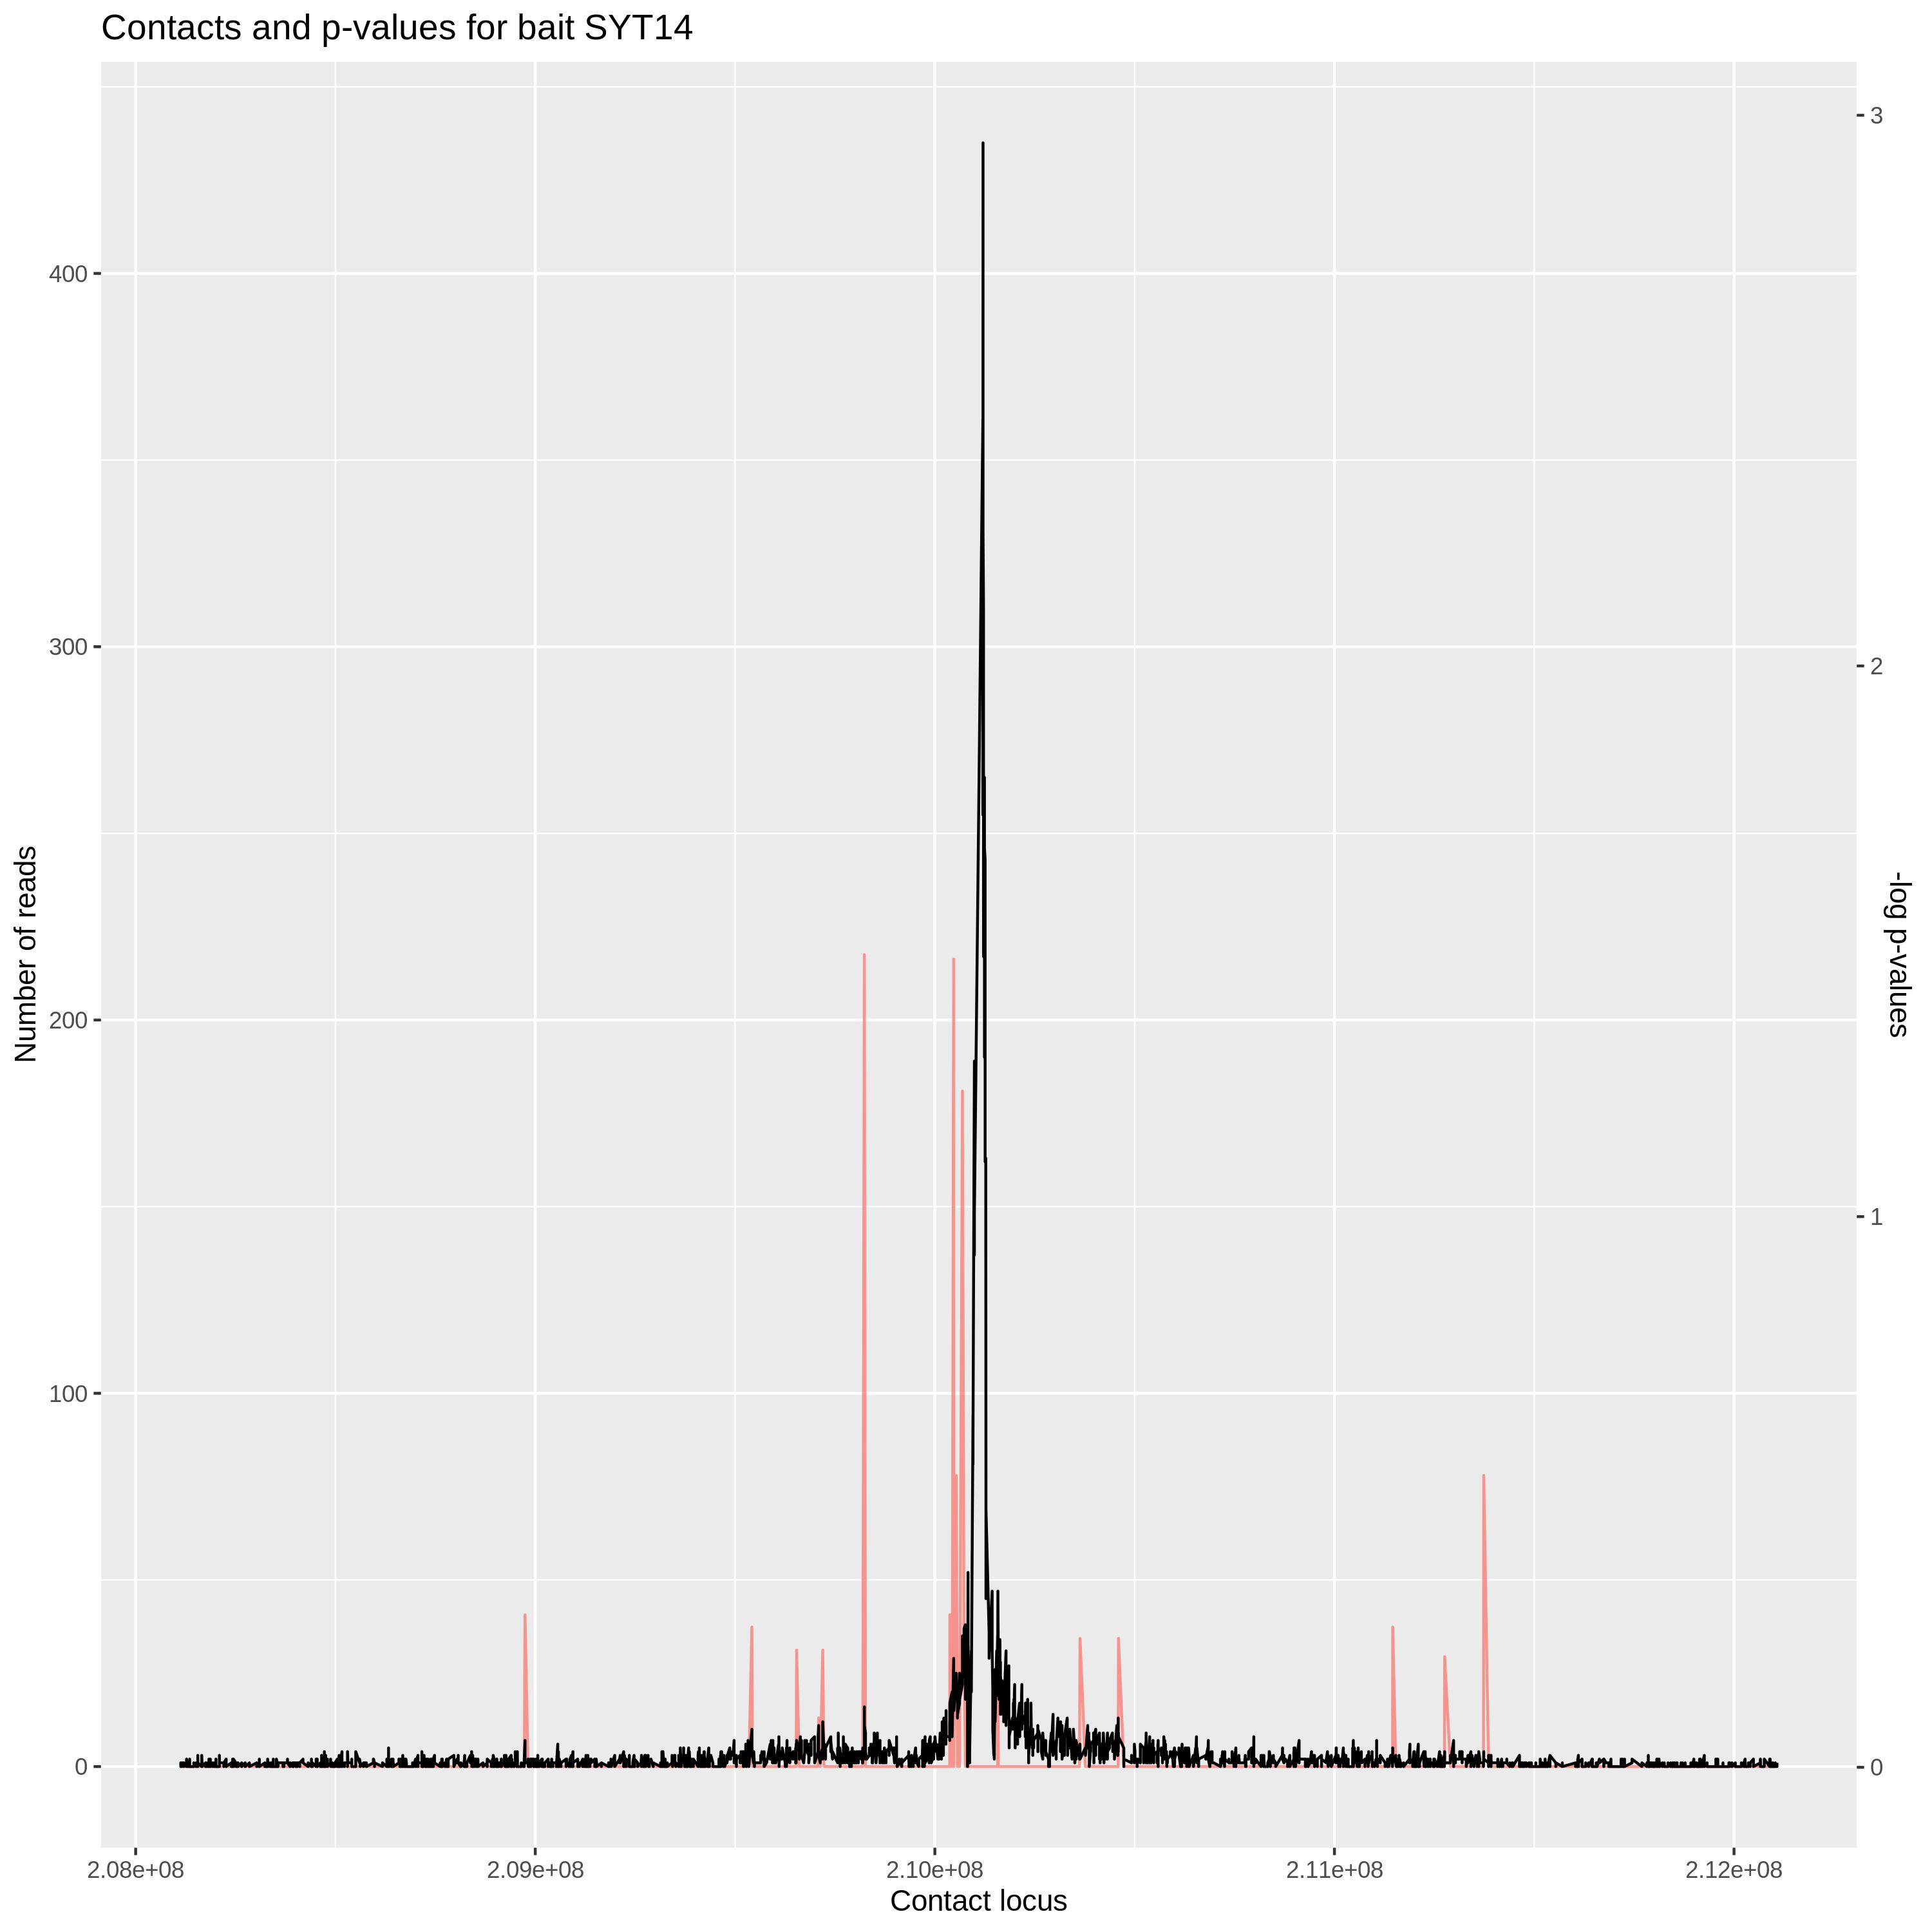 Contacts and p-values for bait SYT14
Number of reads
400
300
200
100
0
3
2
1
0
-log p-values
2.08e+08
2.09e+08
2.10e+08
2.11e+08
2.12e+08
Contact locus